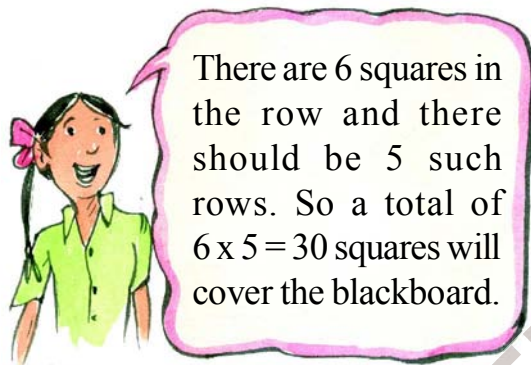 There are 6 squares in
the row and there
should be 5 such
rows. So a total of
6 x 5 = 30 squares will
cover the blackboard.